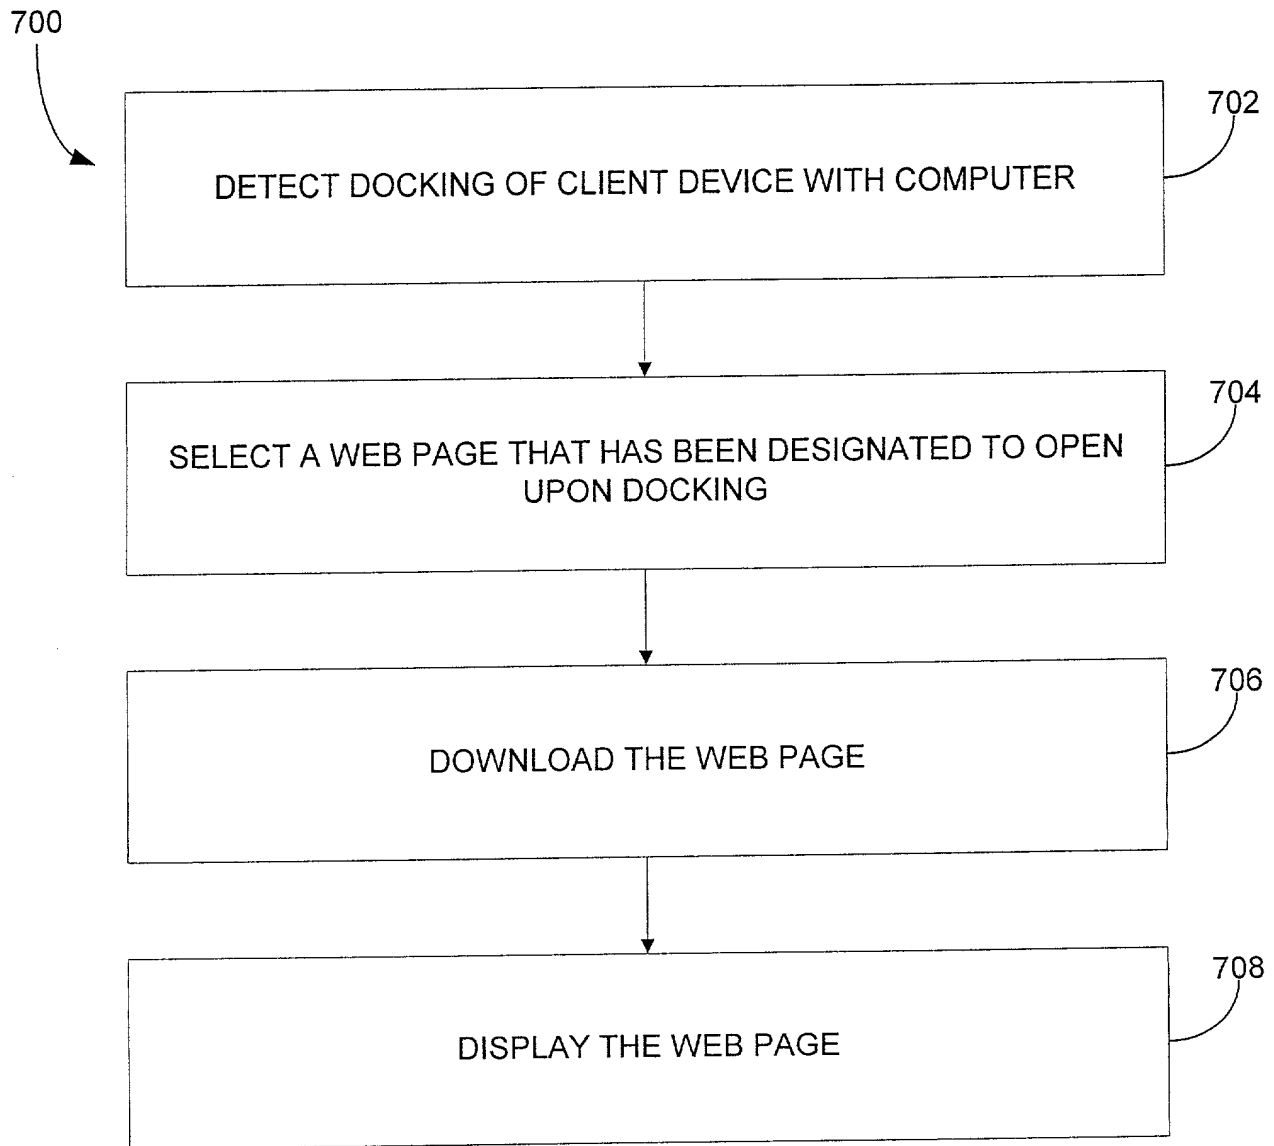 700
702
DETECT DOCKING OF CLIENT DEVICE WITH COMPUTER
704
SELECT A WEB PAGE THAT HAS BEEN DESIGNATED TO OPEN
UPON DOCKING
706
DOWNLOAD THE WEB PAGE
708
DISPLAY THE WEB PAGE